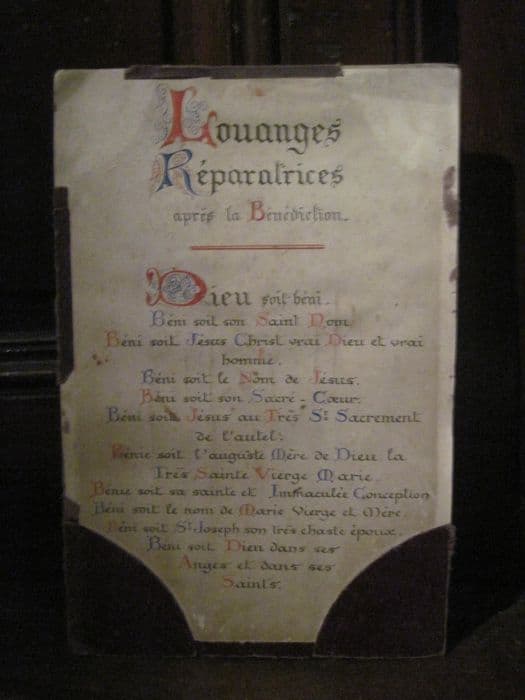 Louanges
Réparatrices
après la Bénédiction.
Dieu soit béni.
Béni soit son Saint Nom.
Béni soit Jésus Christ vrai Dieu et vrai
homme.
Béni soit le Nom de Jésus.
Béni soit son Sacré-Cœur.
Béni soit Jésus au Très St Sacrement
de l'autel:
Bénie soit l'auguste Mère de Dieu la
Très Sainte Vierge Marie.
Bénie soit sa sainte et Immaculée Conception
Béni soit le nom de Marie Vierge et Mère.
Béni soit St Joseph son très chaste époux.
Béni soit Dieu dans ses
Anges et dans ses
Saints.